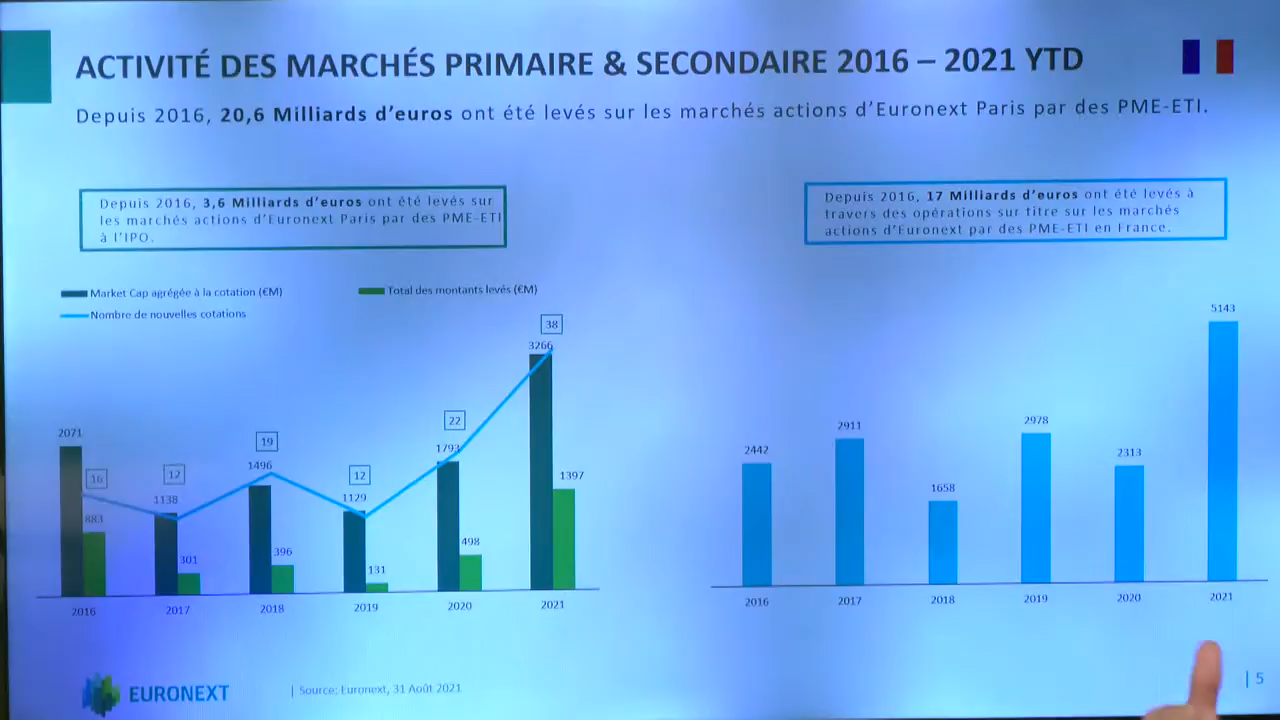 ACTIVITÉ DES MARCHÉS PRIMAIRE & SECONDAIRE 2016 – 2021 YTD
Depuis 2016, 20,6 Milliards d'euros ont été levés sur les marchés actions d'Euronext Paris par des PME-ETI.
Depuis 2016, 3,6 Milliards d'euros ont été levés sur
les marchés actions d'Euronext Paris par des PME-ETI
à l'IPO.
Market Cap agrégée à la cotation (€M)
Total des montants levés (€M)
Nombre de nouvelles cotations
38
3266
22
1793
2071
19
1496
16
12
1138
12
1129
1397
883
301
396
131
498
2016 2017 2018 2019 2020 2021
Depuis 2016, 17 Milliards d'euros ont été levés à
travers des opérations sur titre sur les marchés
actions d'Euronext par des PME-ETI en France.
5143
2442
2911
1658
2978
2313
2016 2017 2018 2019 2020 2021
EURONEXT
| Source: Euronext, 31 Août 2021
| 5